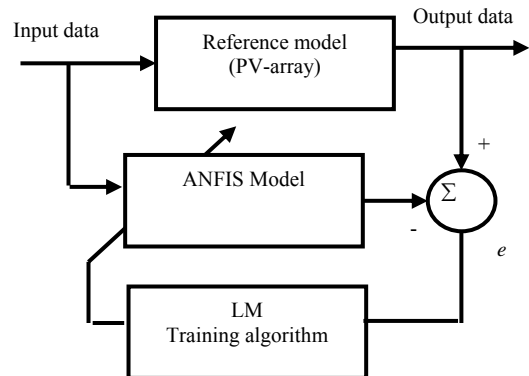 Input data
Output data
Reference model
(PV-array)
+
ANFIS Model
Σ
-
e
LM
Training algorithm